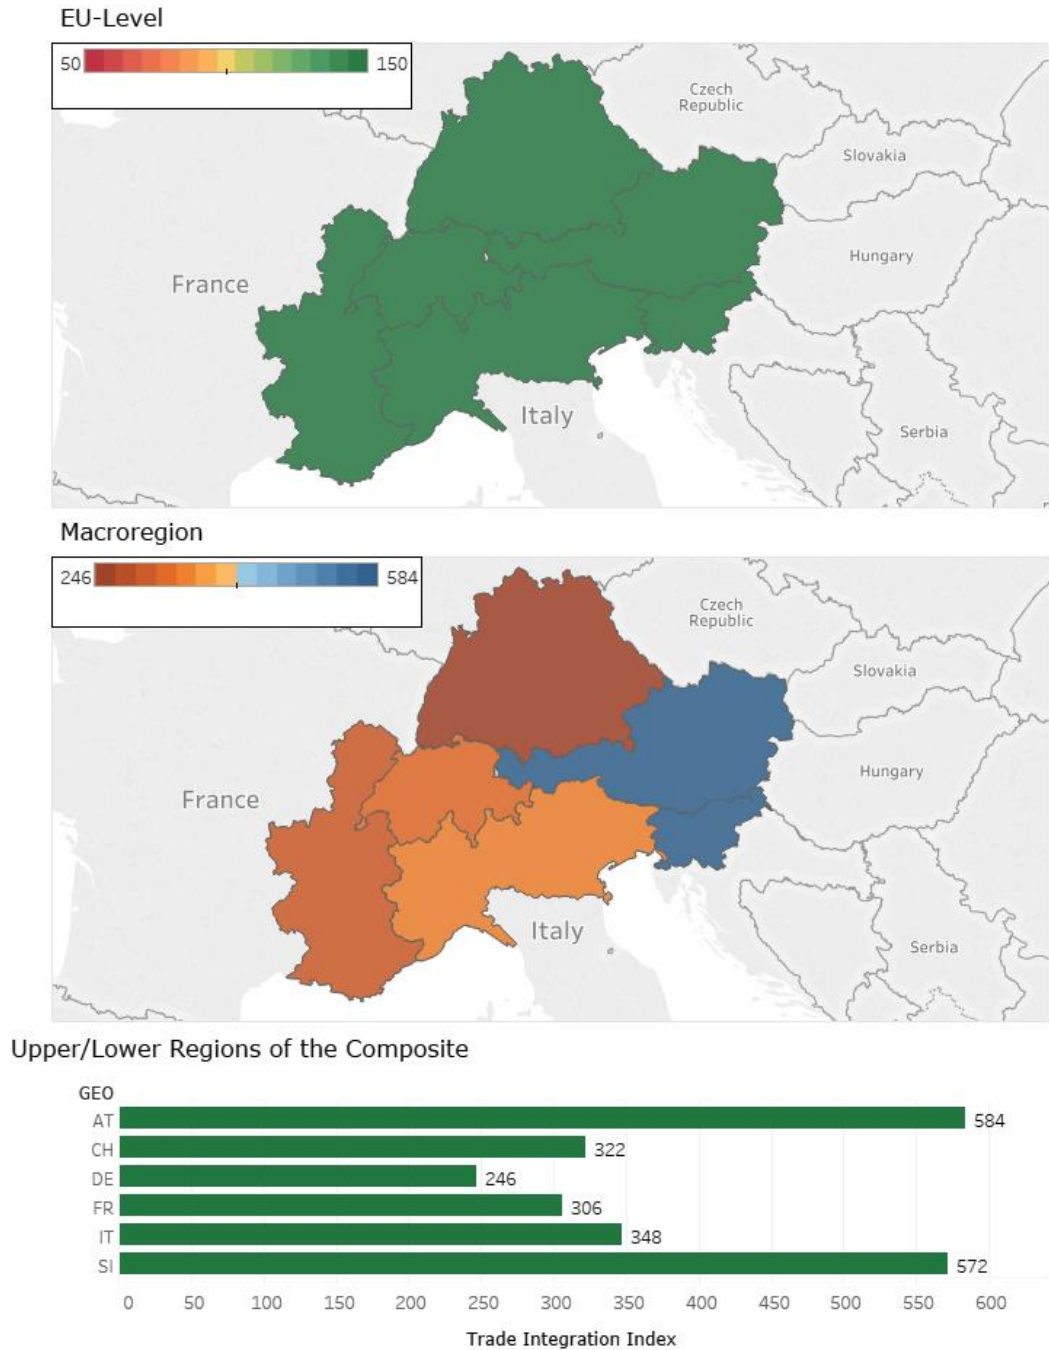 EU-Level
50 150
Czech
Republic
Slovakia
Hungary
France
Italy
Serbia
Macroregion
246 584
Czech
Republic
Slovakia
Hungary
France
Italy
Serbia
Upper/Lower Regions of the Composite
GEO
AT 584
CH 322
DE 246
FR 306
IT 348
SI 572
0 50 100 150 200 250 300 350 400 450 500 550 600
Trade Integration Index